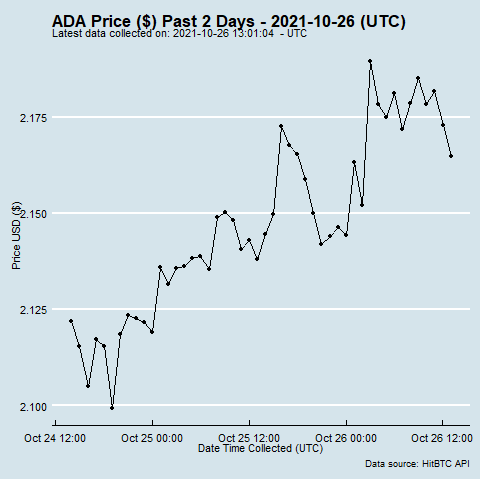 ADA Price ($) Past 2 Days - 2021-10-26 (UTC)
Latest data collected on: 2021-10-26 13:01:04 - UTC
Price USD ($)
2.175
2.150
2.125
2.100
Oct 24 12:00 Oct 25 00:00 Oct 25 12:00 Oct 26 00:00 Oct 26 12:00
Date Time Collected (UTC)
Data source: HitBTC API